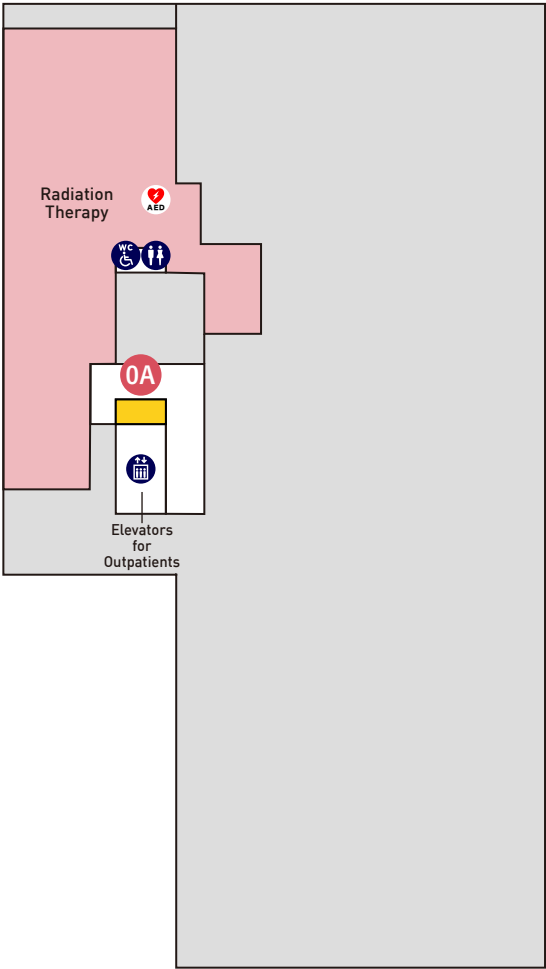 Radiation
Therapy
AED
WC
0A
Elevators
for
Outpatients